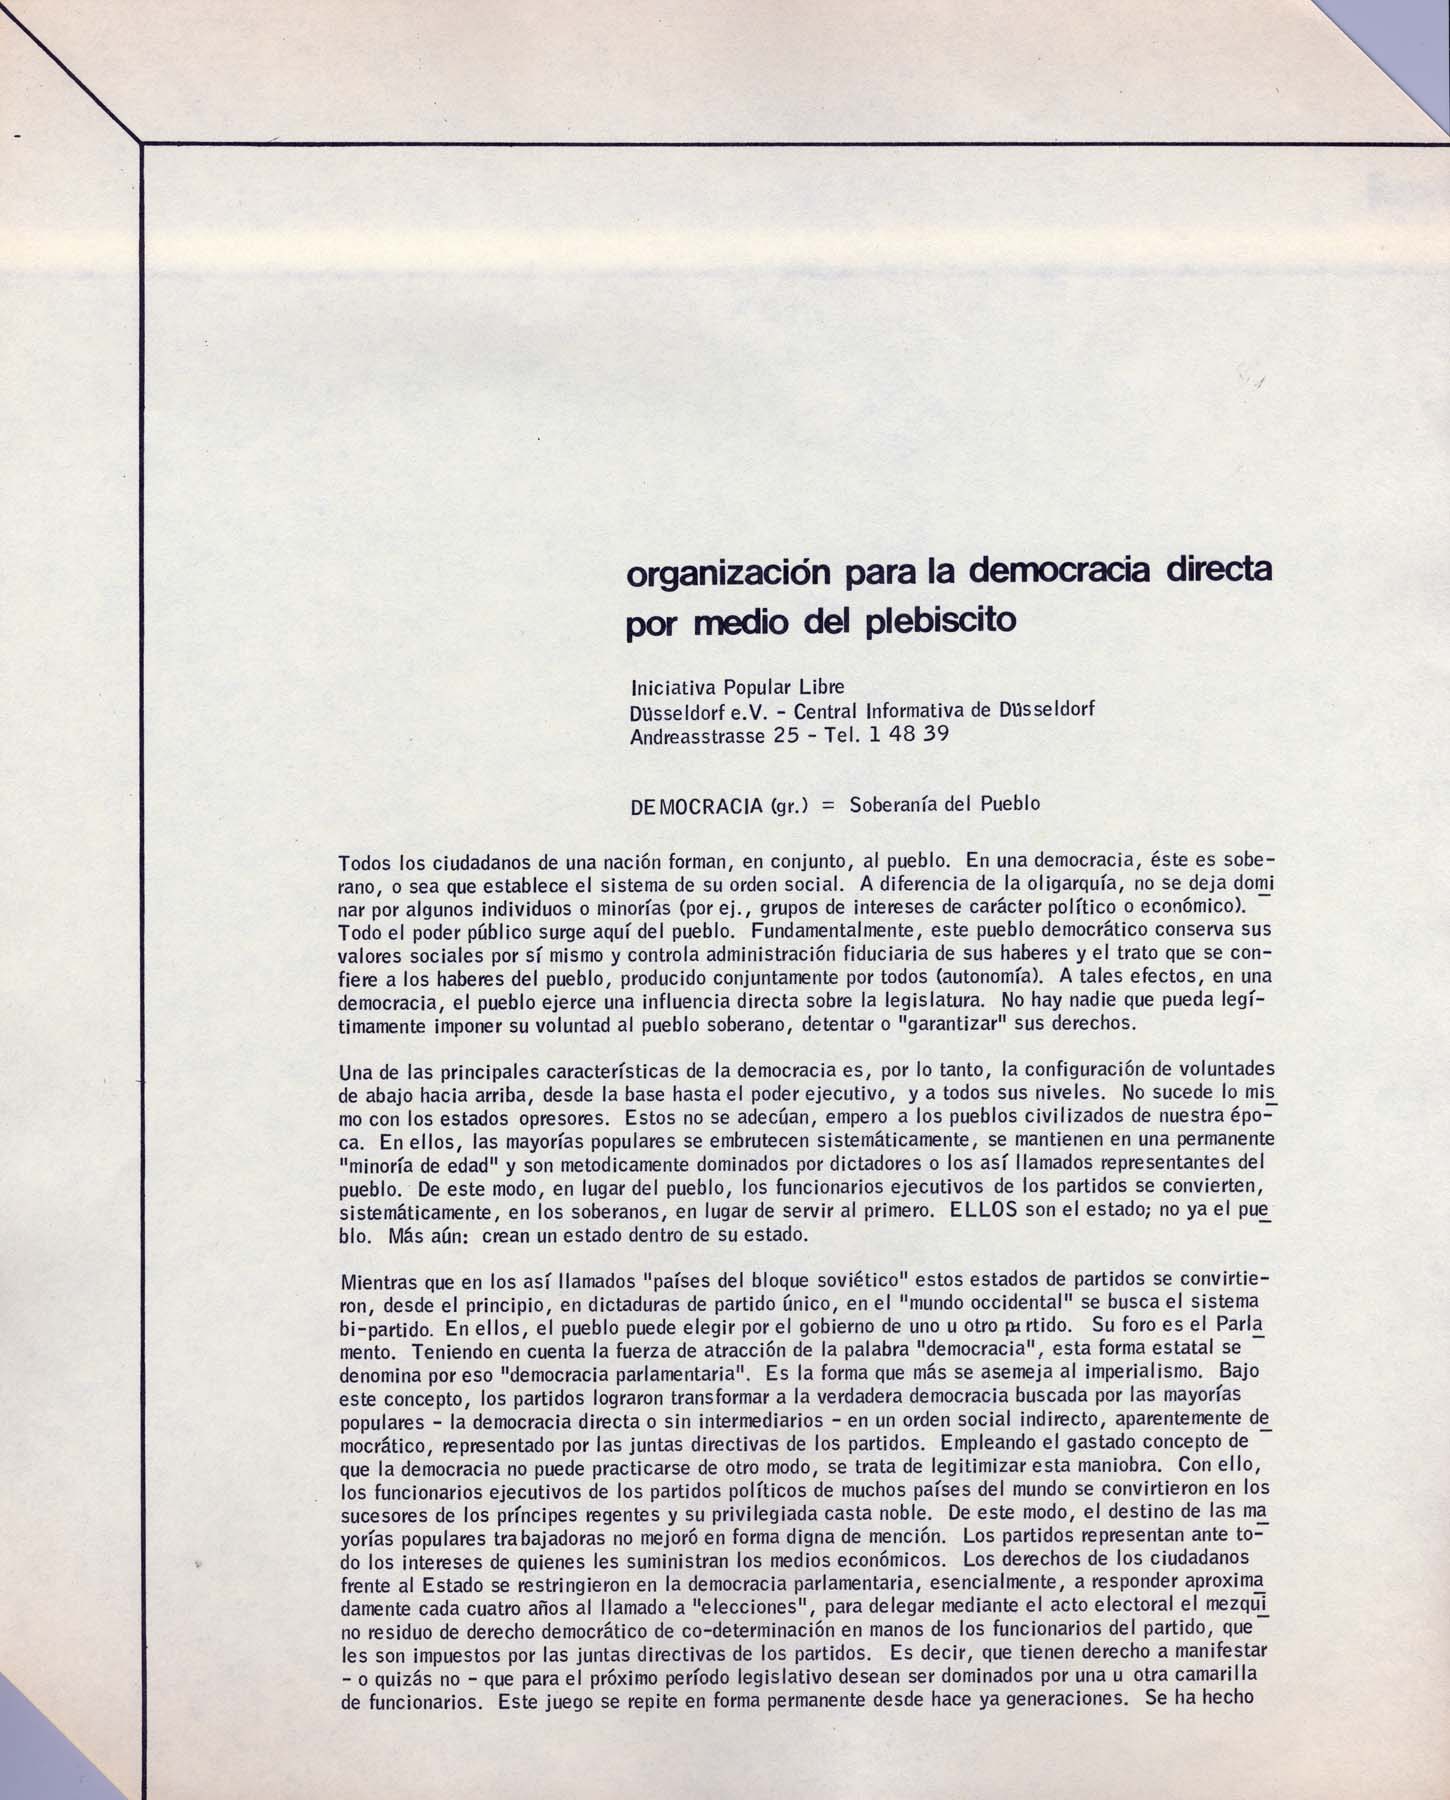 organización para la democracia directa
por medio del plebiscito
Iniciativa Popular Libre
Düsseldorf e.V. - Central Informativa de Düsseldorf
Andreasstrasse 25 - Tel. 1 48 39
DEMOCRACIA (gr.) = Soberanía del Pueblo
Todos los ciudadanos de una nación forman, en conjunto, al pueblo. En una democracia, éste es sobe-
rano, o sea que establece el sistema de su orden social. A diferencia de la oligarquía, no se deja domi
nar por algunos individuos o minorías (por ej., grupos de intereses de carácter político o económico).
Todo el poder público surge aquí del pueblo. Fundamentalmente, este pueblo democrático conserva sus
valores sociales por sí mismo y controla administración fiduciaria de sus haberes y el trato que se con-
fiere a los haberes del pueblo, producido conjuntamente por todos (autonomía). A tales efectos, en una
democracia, el pueblo ejerce una influencia directa sobre la legislatura. No hay nadie que pueda legí-
timamente imponer su voluntad al pueblo soberano, detentar o "garantizar" sus derechos.
Una de las principales características de la democracia es, por lo tanto, la configuración de voluntades
de abajo hacia arriba, desde la base hasta el poder ejecutivo, y a todos sus niveles. No sucede lo mis
mo con los estados opresores. Estos no se adecúan, empero a los pueblos civilizados de nuestra épo-
ca. En ellos, las mayorías populares se embrutecen sistemáticamente, se mantienen en una permanente
"minoría de edad" y son metodicamente dominados por dictadores o los así llamados representantes del
pueblo. De este modo, en lugar del pueblo, los funcionarios ejecutivos de los partidos se convierten,
sistemáticamente, en los soberanos, en lugar de servir al primero. ELLOS son el estado; no ya el pue
blo. Más aún: crean un estado dentro de su estado.
Mientras que en los así llamados "países del bloque soviético" estos estados de partidos se convirtie-
ron, desde el principio, en dictaduras de partido único, en el "mundo occidental" se busca el sistema
bi-partido. En ellos, el pueblo puede elegir por el gobierno de uno u otro partido. Su foro es el Parla
mento. Teniendo en cuenta la fuerza de atracción de la palabra "democracia", esta forma estatal se
denomina por eso "democracia parlamentaria". Es la forma que más se asemeja al imperialismo. Bajo
este concepto, los partidos lograron transformar a la verdadera democracia buscada por las mayorías
populares - la democracia directa o sin intermediarios - en un orden social indirecto, aparentemente de
mocrático, representado por las juntas directivas de los partidos. Empleando el gastado concepto de
que la democracia no puede practicarse de otro modo, se trata de legitimizar esta maniobra. Con ello,
los funcionarios ejecutivos de los partidos políticos de muchos países del mundo se convirtieron en los
sucesores de los príncipes regentes y su privilegiada casta noble. De este modo, el destino de las ma
yorías populares trabajadoras no mejoró en forma digna de mención. Los partidos representan ante to-
do los intereses de quienes les suministran los medios económicos. Los derechos de los ciudadanos
frente al Estado se restringieron en la democracia parlamentaria, esencialmente, a responder aproxima
damente cada cuatro años al llamado a "elecciones", para delegar mediante el acto electoral el mezqui
no residuo de derecho democrático de co-determinación en manos de los funcionarios del partido, que
les son impuestos por las juntas directivas de los partidos. Es decir, que tienen derecho a manifestar
- o quizás no - que para el próximo período legislativo desean ser dominados por una u otra camarilla
de funcionarios. Este juego se repite en forma permanente desde hace ya generaciones. Se ha hecho